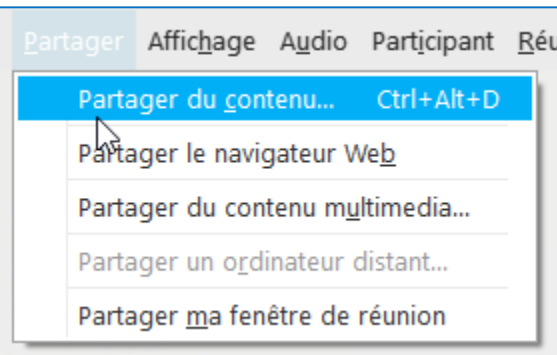 Partager Affichage Audio Participant Réu
Partager du contenu... Ctrl+Alt+D
Partager le navigateur Web
Partager du contenu multimedia...
Partager un ordinateur distant...
Partager ma fenêtre de réunion